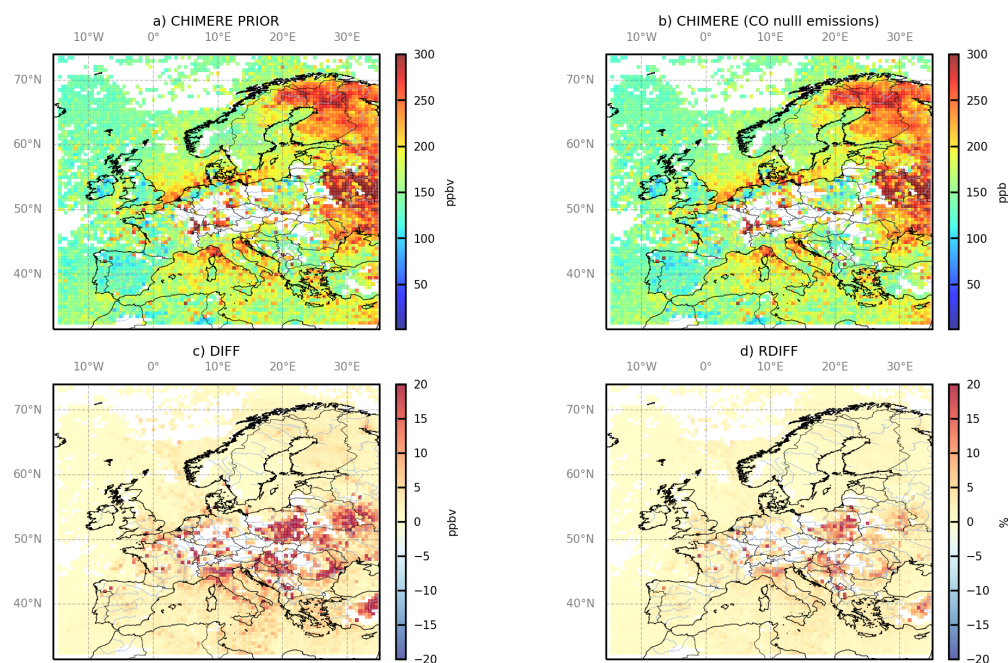 a) CHIMERE PRIOR
b) CHIMERE (CO nulll emissions)
10°W 0° 10°E 20°E 30°E
10°W 0° 10°E 20°E 30°E
70°N
60°N
50°N
40°N
300
250
200
150
100
50
ppbv
70°N
60°N
50°N
40°N
300
250
200
150
100
50
ppb
c) DIFF
d) RDIFF
10°W 0° 10°E 20°E 30°E
10°W 0° 10°E 20°E 30°E
70°N
60°N
50°N
40°N
20
15
10
5
0
−5
−10
−15
−20
ppbv
70°N
60°N
50°N
40°N
20
15
10
5
0
−5
−10
−15
−20
%